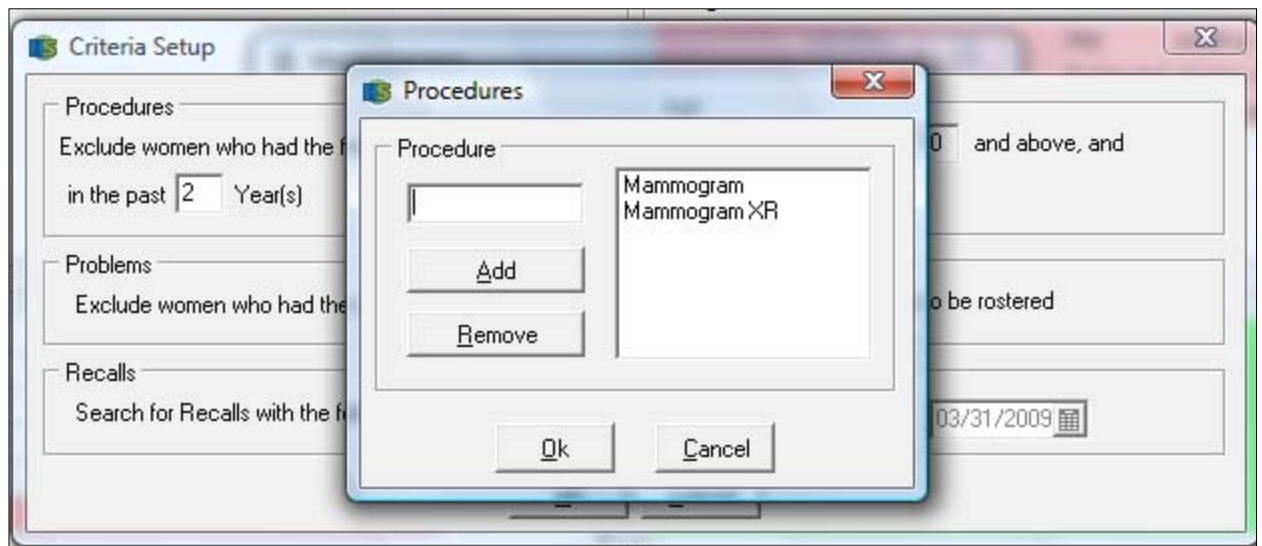 Criteria Setup
Procedures
Exclude women who had the
in the past 2 Year(s)
Problems
Exclude women who had the
Recalls
Search for Recalls with the
Procedures
Procedure
Mammogram
Mammogram XR
Add
Remove
Ok
Cancel
0 and above, and
be rostered
03/31/2009